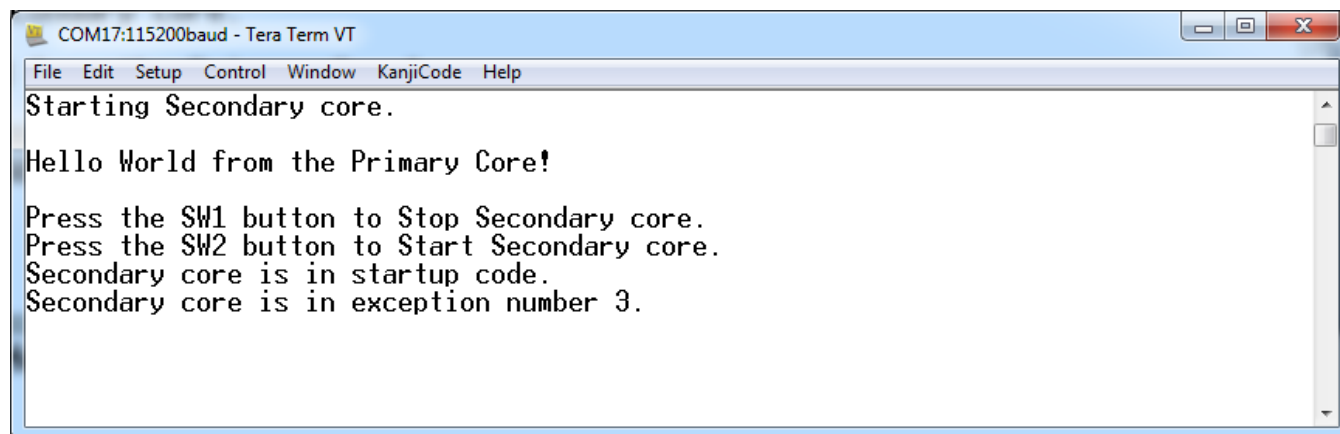 COM17:115200baud - Tera Term VT
File Edit Setup Control Window KanjiCode Help
Starting Secondary core.
Hello World from the Primary Core!
Press the SW1 button to Stop Secondary core.
Press the SW2 button to Start Secondary core.
Secondary core is in startup code.
Secondary core is in exception number 3.